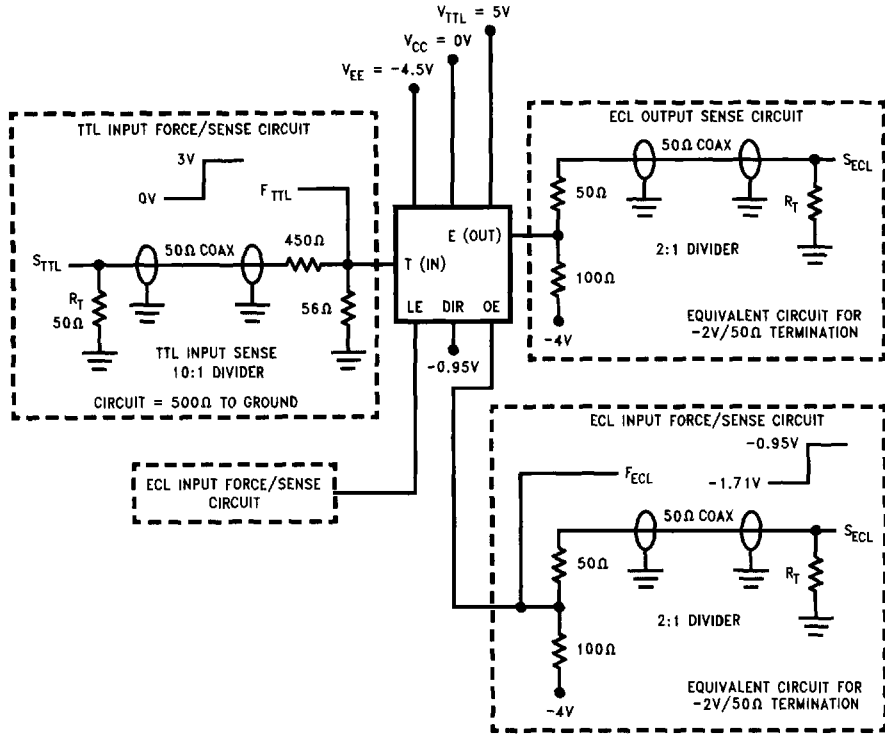 V_TTL = 5V
V_CC = 0V
V_EE = -4.5V
TTL INPUT FORCE/SENSE CIRCUIT
3V
0V
F_TTL
S_TTL
50Ω COAX
450Ω
R_T
50Ω
56Ω
TTL INPUT SENSE
10:1 DIVIDER
CIRCUIT = 500Ω TO GROUND
E (OUT)
T (IN)
LE DIR OE
-0.95V
ECL OUTPUT SENSE CIRCUIT
50Ω COAX
S_ECL
50Ω
R_T
2:1 DIVIDER
100Ω
-4V
EQUIVALENT CIRCUIT FOR
-2V/50Ω TERMINATION
ECL INPUT FORCE/SENSE
CIRCUIT
ECL INPUT FORCE/SENSE CIRCUIT
-0.95V
F_ECL
-1.71V
50Ω COAX
S_ECL
50Ω
R_T
2:1 DIVIDER
100Ω
-4V
EQUIVALENT CIRCUIT FOR
-2V/50Ω TERMINATION